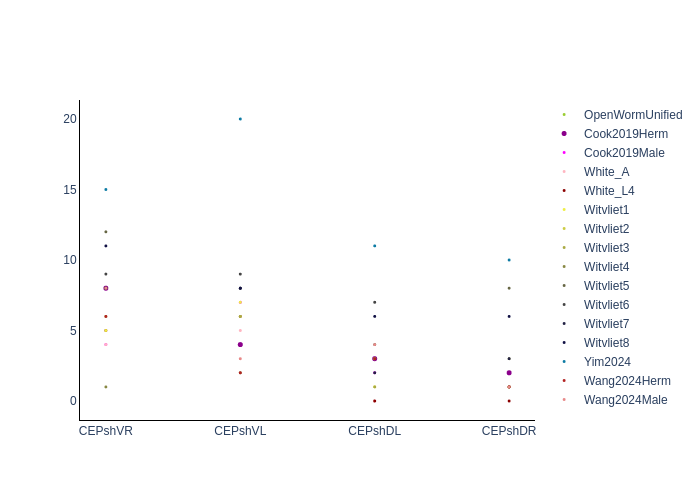 20
15
10
5
0
CEPshVR
CEPshVL
CEPshDL
CEPshDR
OpenWormUnified
Cook2019Herm
Cook2019Male
White_A
White_L4
Witvliet1
Witvliet2
Witvliet3
Witvliet4
Witvliet5
Witvliet6
Witvliet7
Witvliet8
Yim2024
Wang2024Herm
Wang2024Male